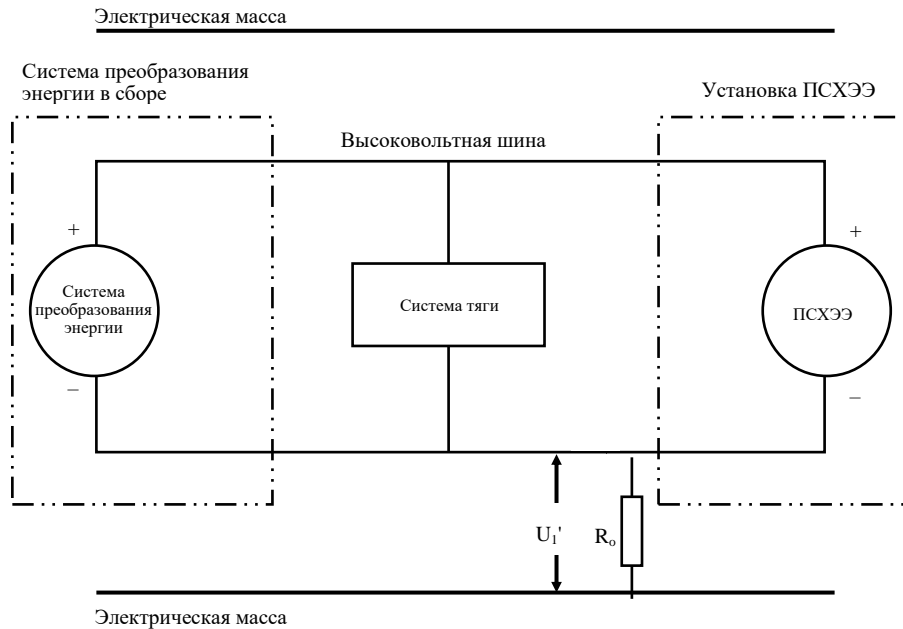 Электрическая масса
Система преобразования
энергии в сборе
Установка ПСХЭЭ
Высоковольтная шина
+
+
Система
преобразования
энергии
Система тяги
ПСХЭЭ
–
–
U₁'
Rₒ
Электрическая масса